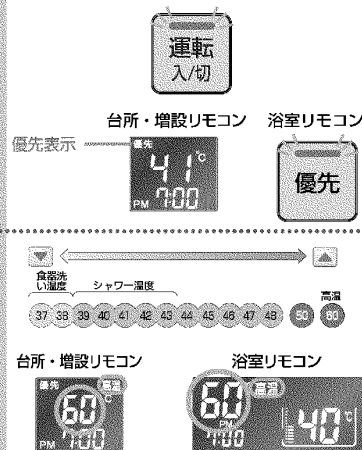 運転
入/切
台所・増設リモコン 浴室リモコン
優先表示
優先
41℃
PM 7:00
優先
食器洗い温度
シャワー温度
高温
37 38 39 40 41 42 43 44 45 46 47 48 50 60
台所・増設リモコン 浴室リモコン
優先 高温
60℃
PM 7:00
高温
60
PM 7:00
40℃